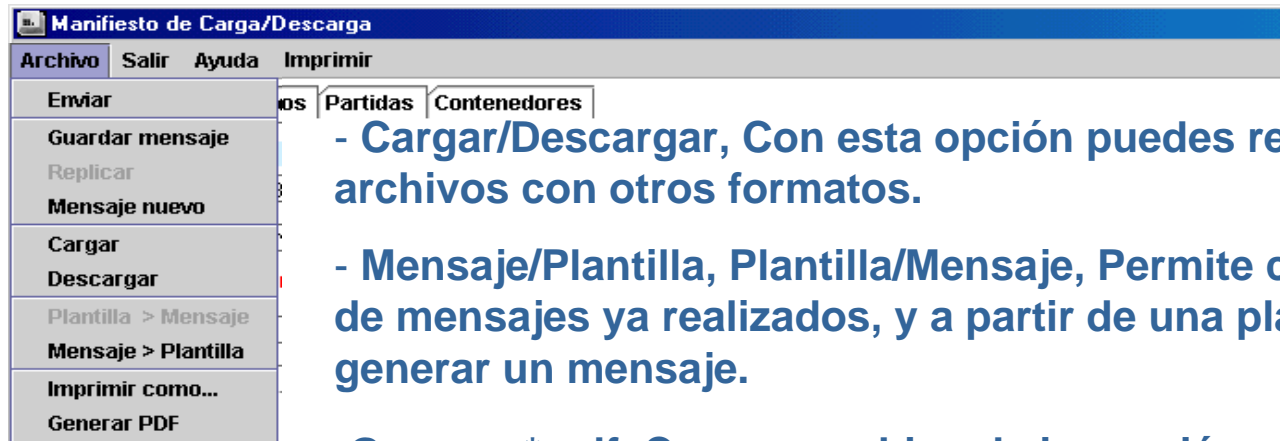 Manifiesto de Carga/Descarga
Archivo Salir Ayuda Imprimir
Partidas Contenedores
Enviar
Guardar mensaje
Replicar
Mensaje nuevo
Cargar
Descargar
Plantilla > Mensaje
Mensaje > Plantilla
Imprimir como...
Generar PDF
- Cargar/Descargar, Con esta opción puedes
archivos con otros formatos.
- Mensaje/Plantilla, Plantilla/Mensaje, Permite
de mensajes ya realizados, y a partir de una
generar un mensaje.